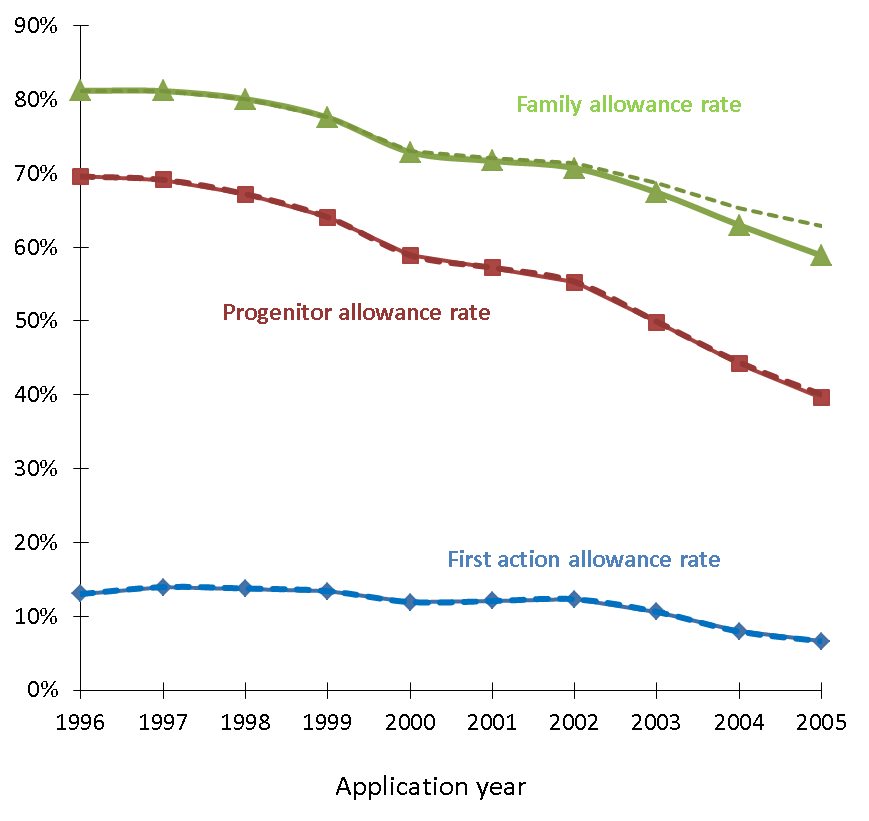 90%
80%
70%
60%
50%
40%
30%
20%
10%
0%
Family allowance rate
Progenitor allowance rate
First action allowance rate
1996 1997 1998 1999 2000 2001 2002 2003 2004 2005
Application year